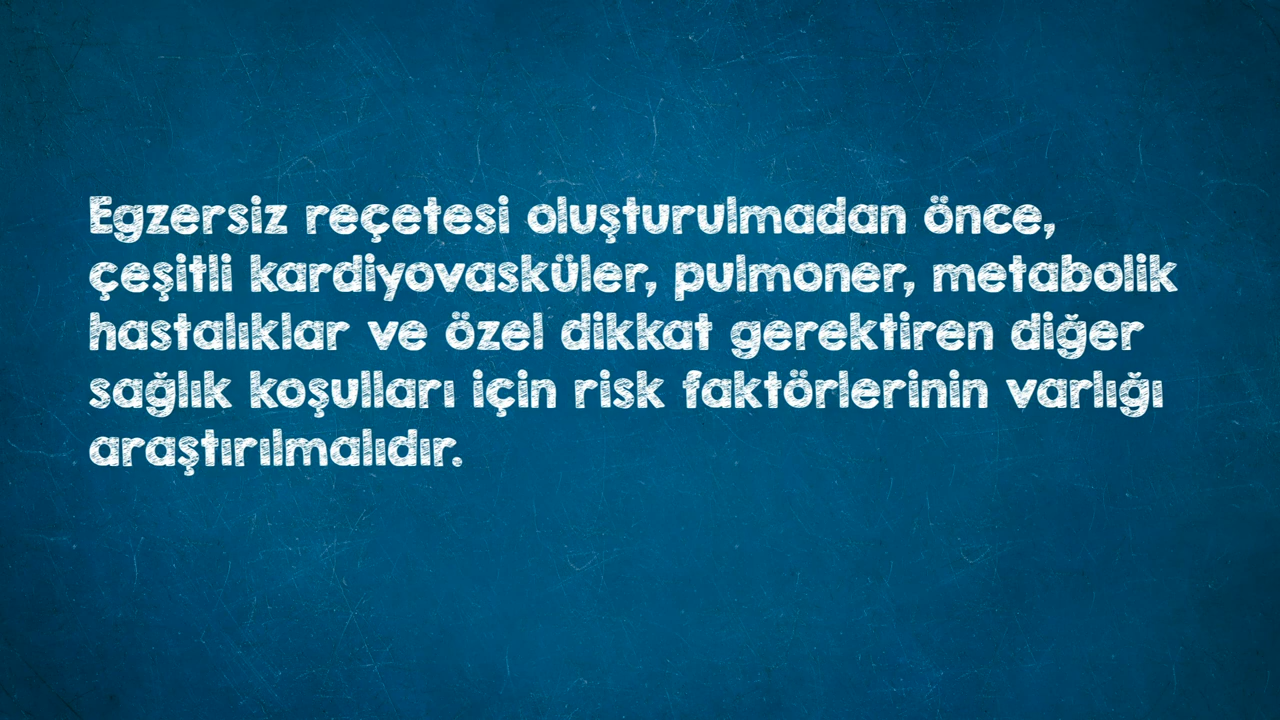 Egzersiz reçetesi oluşturulmadan önce,
çeşitli kardiyovasküler, pulmoner, metabolik
hastalıklar ve özel dikkat gerektiren diğer
sağlık koşulları için risk faktörlerinin varlığı
araştırılmalıdır.